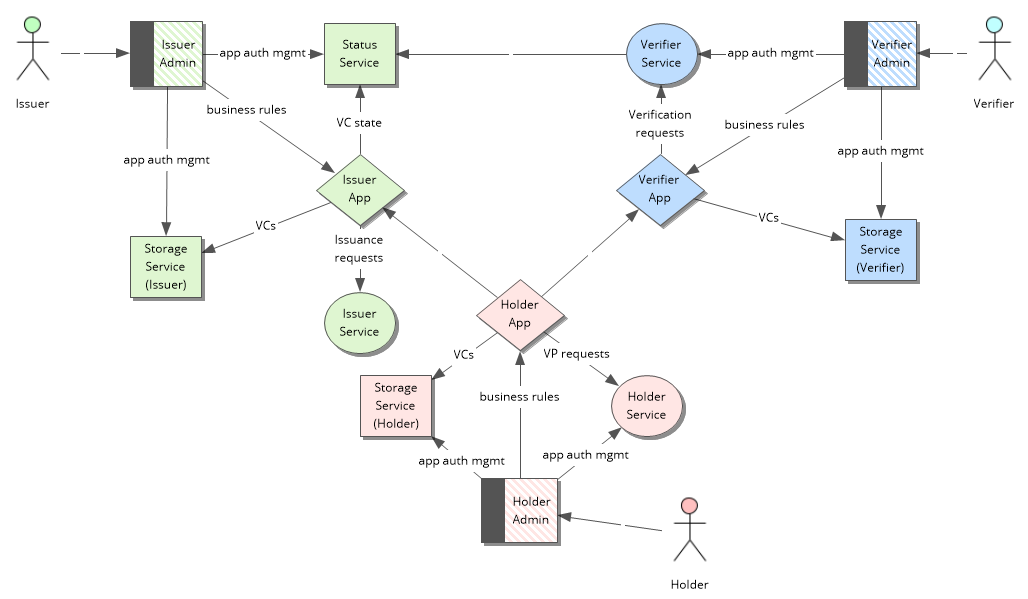 Issuer
Issuer
Admin
app auth mgmt
Status
Service
Verifier
Service
app auth mgmt
Verifier
Admin
Verifier
business rules
VC state
Verification
requests
business rules
app auth mgmt
app auth mgmt
Issuer
App
Verifier
App
VCs
VCs
Storage
Service
(Issuer)
Issuance
requests
Storage
Service
(Verifier)
Issuer
Service
Holder
App
VCs
VP requests
Storage
Service
(Holder)
business rules
Holder
Service
app auth mgmt
app auth mgmt
Holder
Admin
Holder